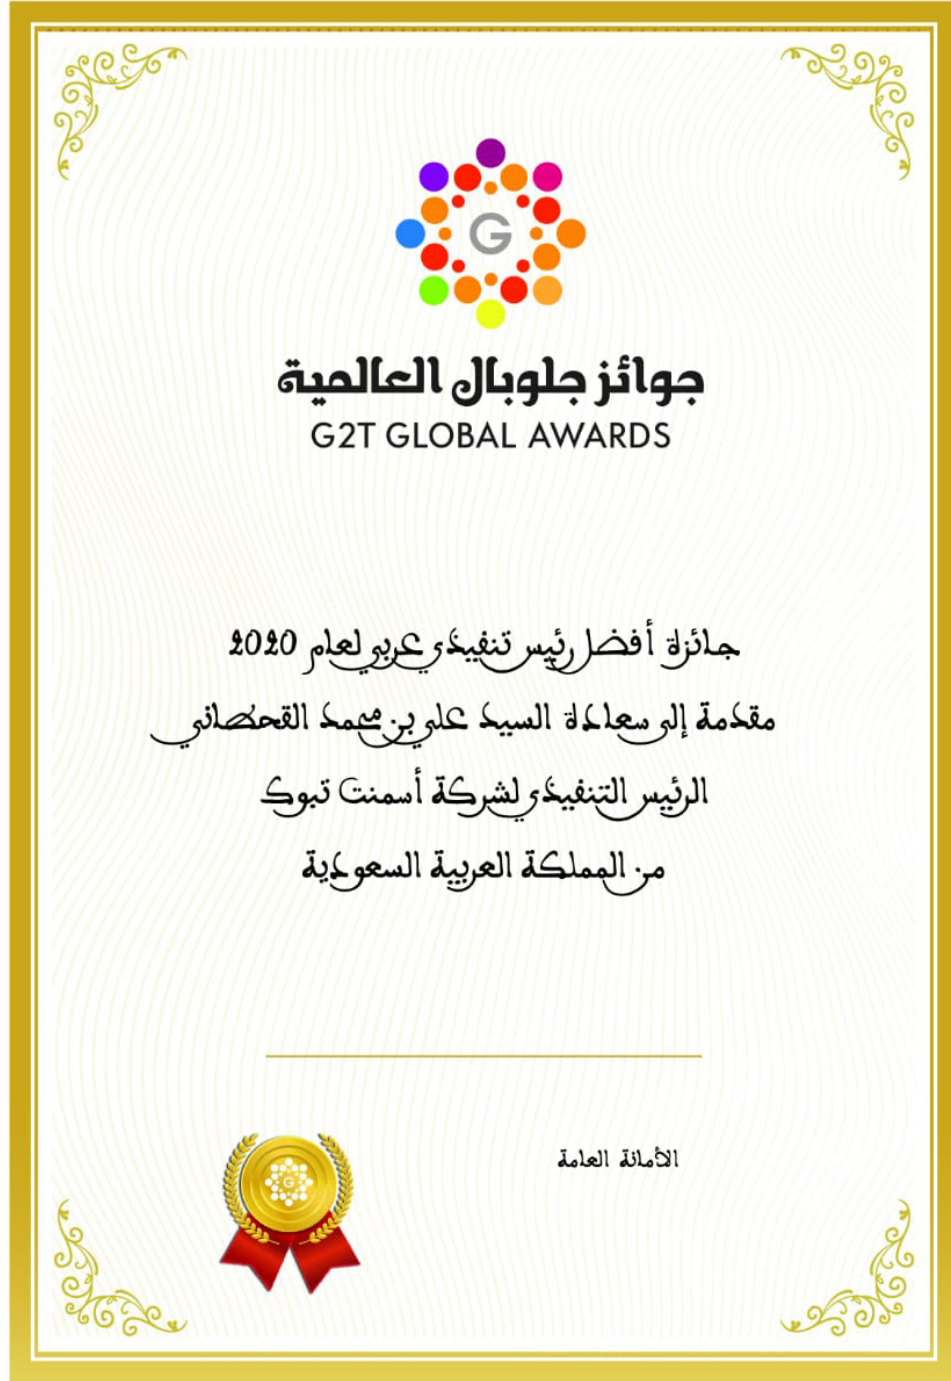 G
جوائز جلوبال العالمية
G2T GLOBAL AWARDS
جائزة أفضل رئيس تنفيذي عربي لعام 2020
مقدمة إلى سعادة السيد علي بن محمد القحطاني
الرئيس التنفيذي لشركة أسمنت تبوك
من المملكة العربية السعودية
الأمانة العامة
G